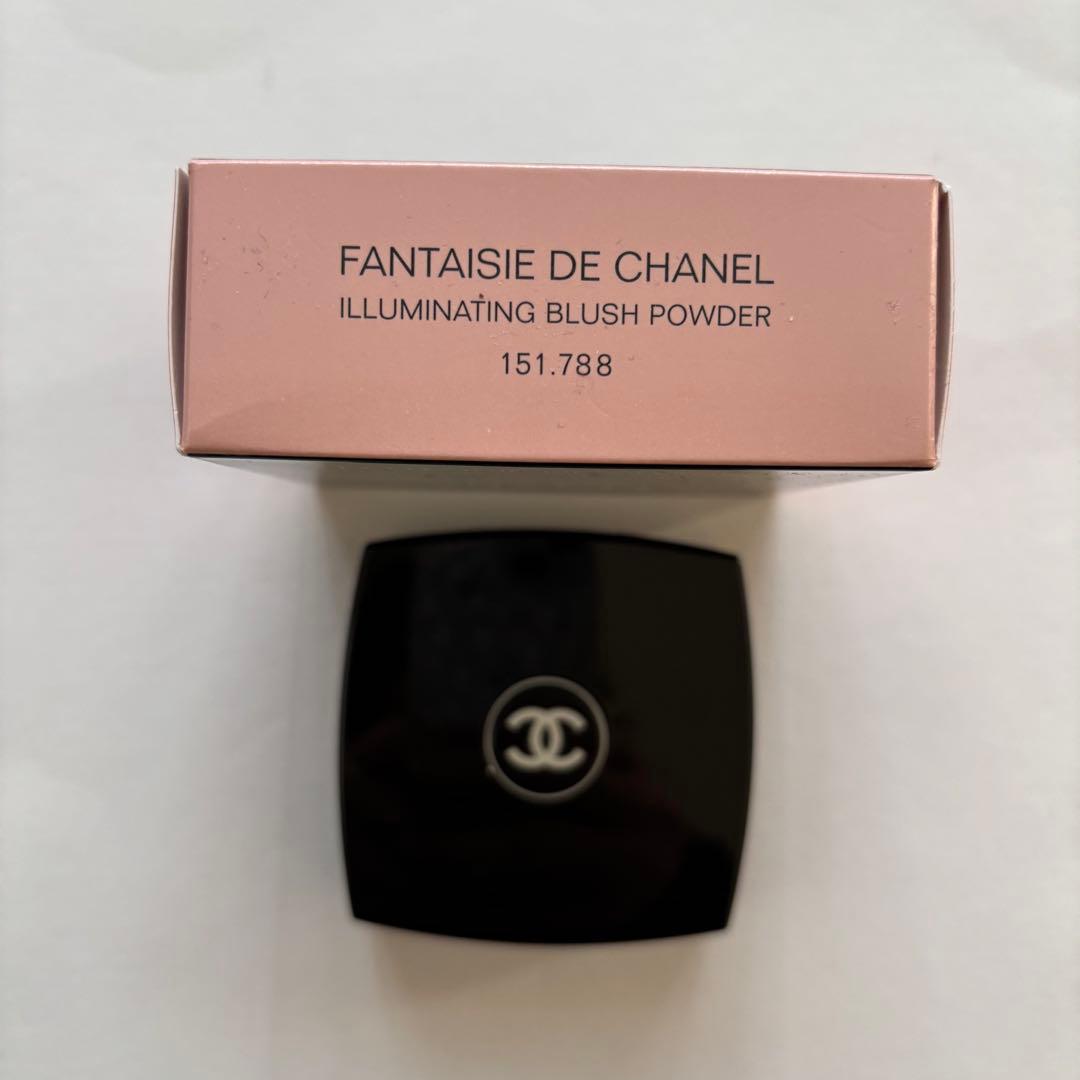 FANTAISIE DE CHANEL
ILLUMINATING BLUSH POWDER
151.788